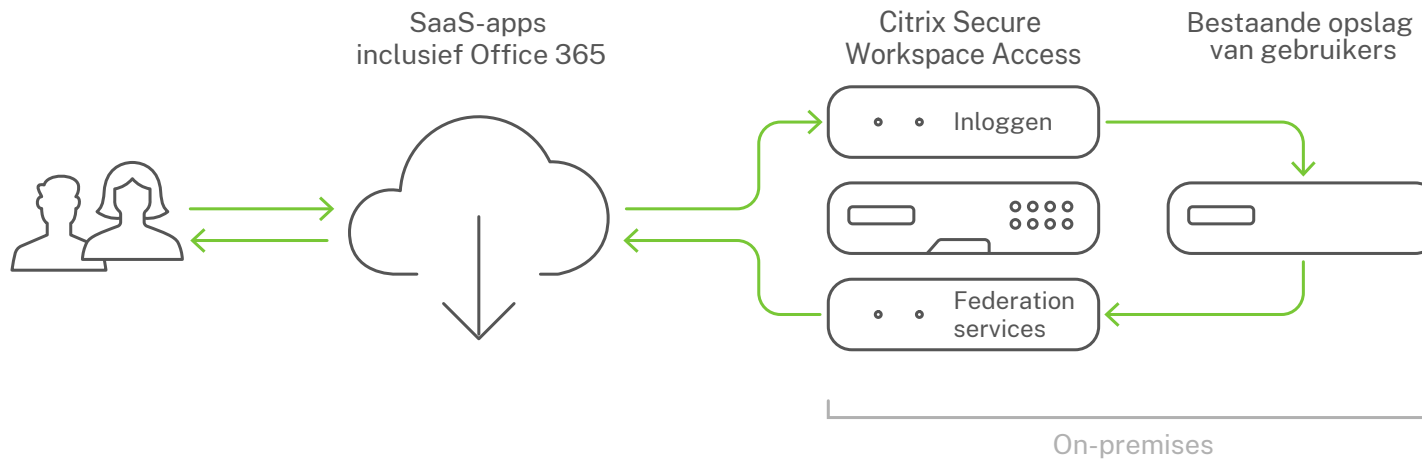 SaaS-apps
inclusief Office 365
Citrix Secure
Workspace Access
Bestaande opslag
van gebruikers
Inloggen
Federation
services
On-premises